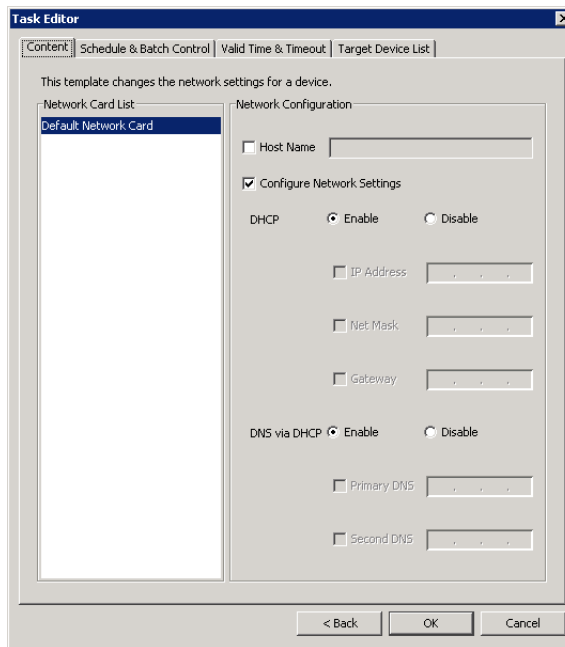 Task Editor
Content Schedule & Batch Control Valid Time & Timeout Target Device List
This template changes the network settings for a device.
Network Card List
Default Network Card
Network Configuration
Host Name
Configure Network Settings
DHCP Enable Disable
IP Address . . .
Net Mask . . .
Gateway . . .
DNS via DHCP Enable Disable
Primary DNS . . .
Second DNS . . .
< Back OK Cancel